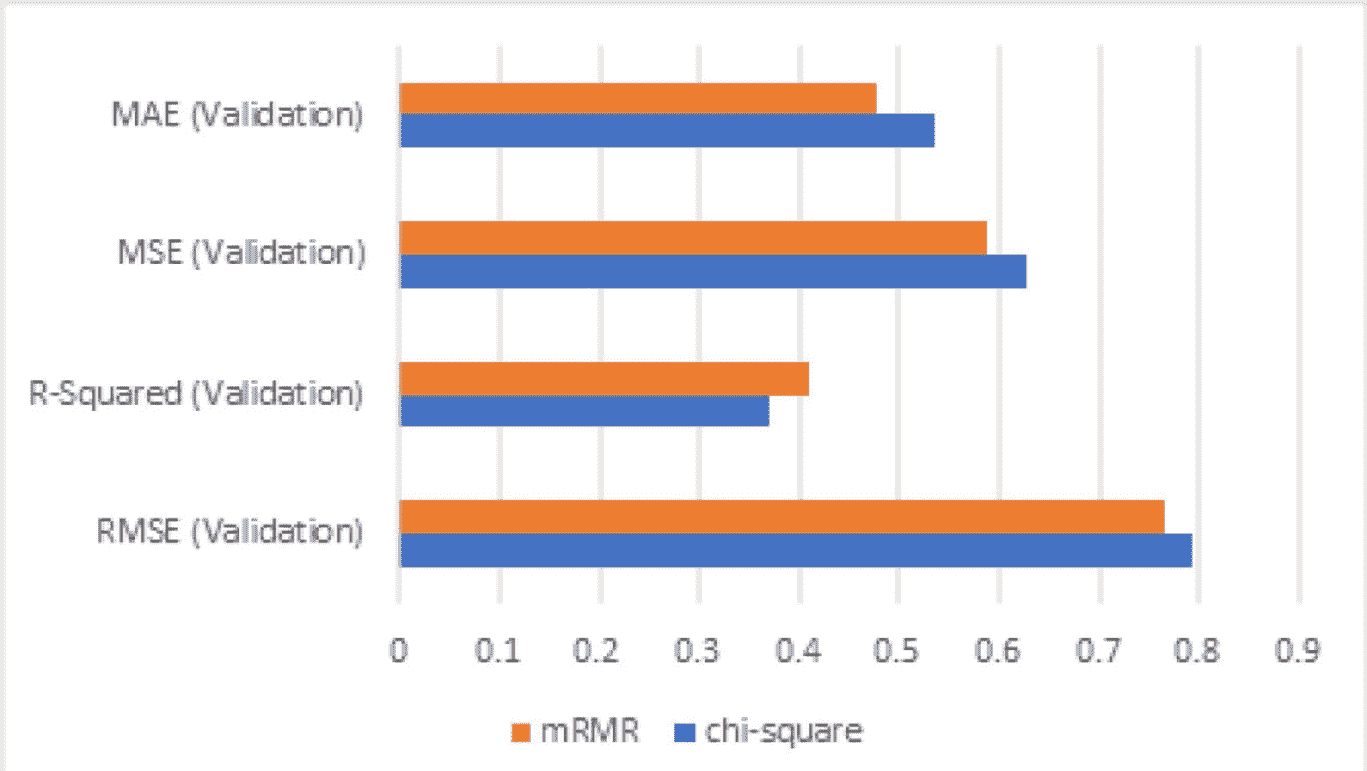 MAE (Validation)
MSE (Validation)
R-Squared (Validation)
RMSE (Validation)
0 0.1 0.2 0.3 0.4 0.5 0.6 0.7 0.8 0.9
mRMR chi-square